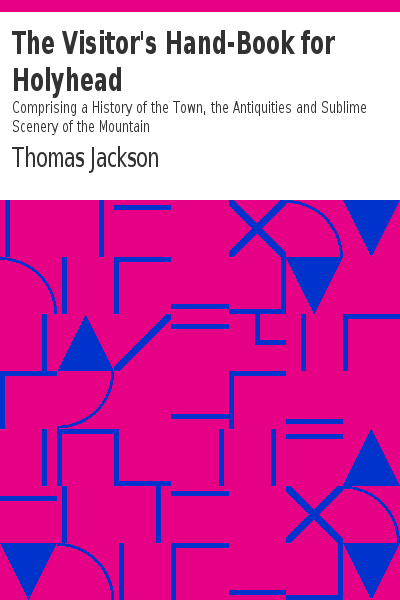 The Visitor's Hand-Book for
Holyhead
Comprising a History of the Town, the Antiquities and Sublime
Scenery of the Mountain
Thomas Jackson